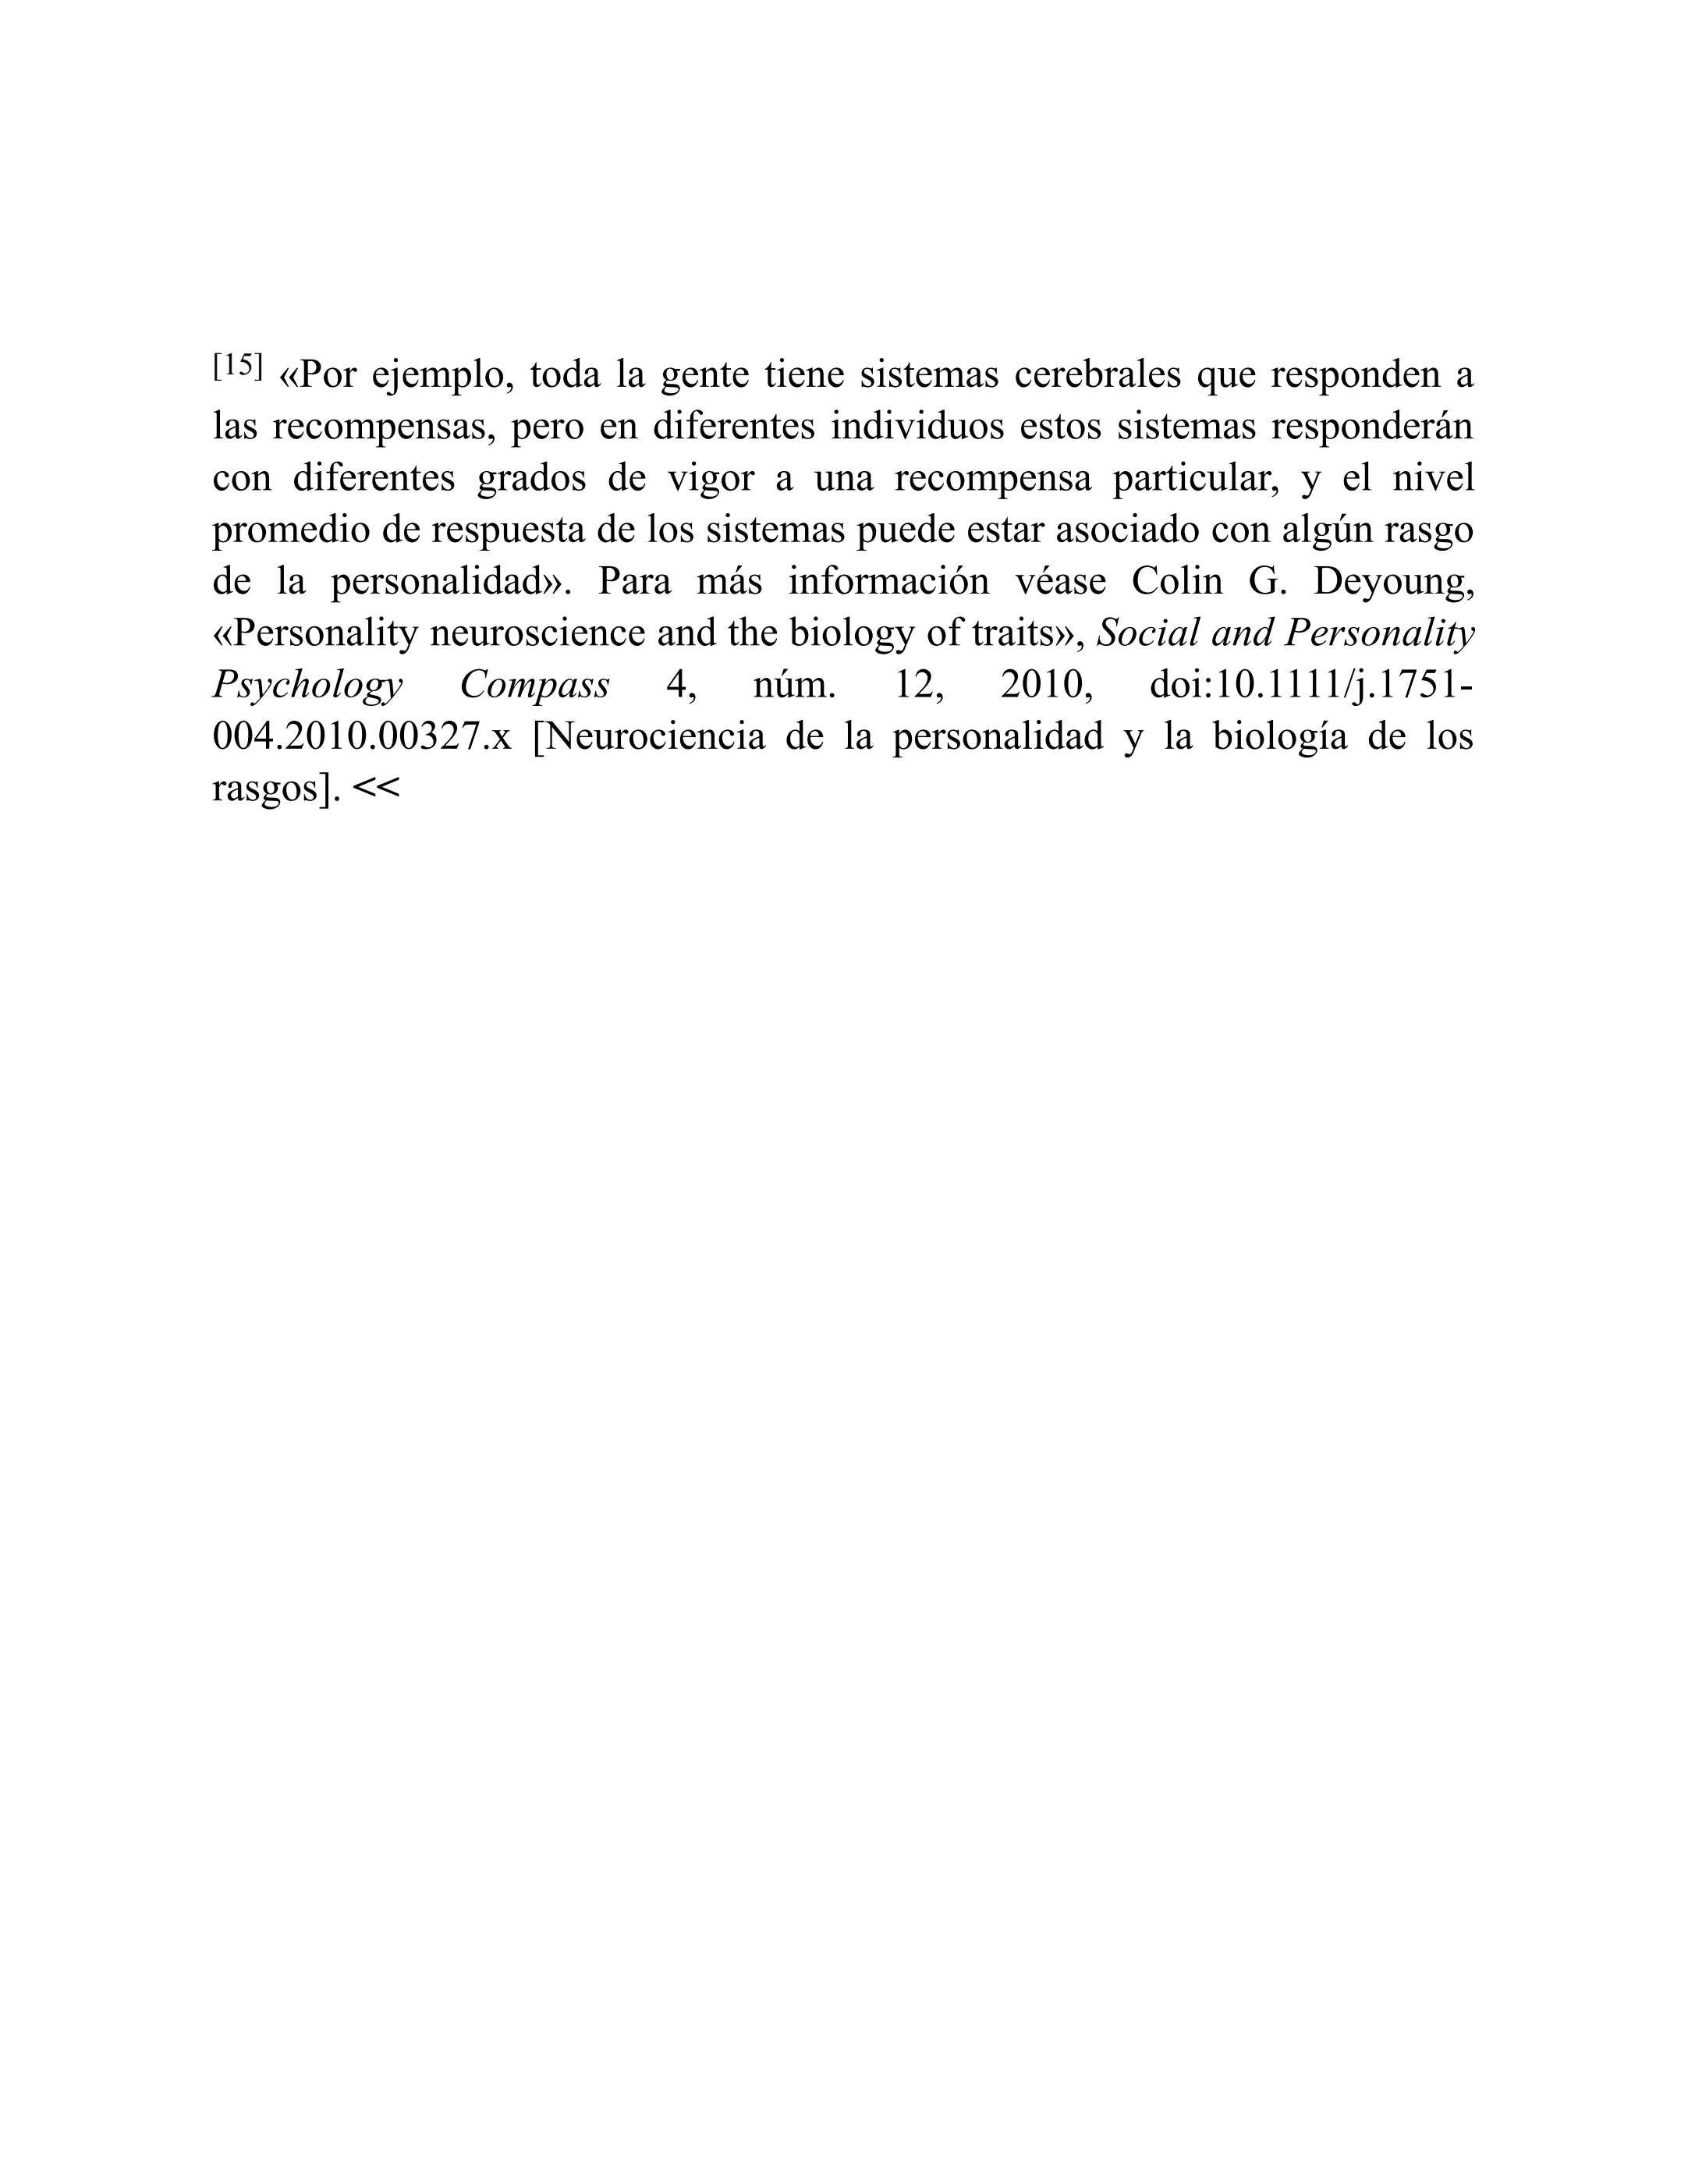 [15] «Por ejemplo, toda la gente tiene sistemas cerebrales que responden a
las recompensas, pero en diferentes individuos estos sistemas responderán
con diferentes grados de vigor a una recompensa particular, y el nivel
promedio de respuesta de los sistemas puede estar asociado con algún rasgo
de la personalidad». Para más información véase Colin G. Deyoung,
«Personality neuroscience and the biology of traits», Social and Personality
Psychology Compass 4, núm. 12, 2010, doi:10.1111/j.1751-
004.2010.00327.x [Neurociencia de la personalidad y la biología de los
rasgos]. <<